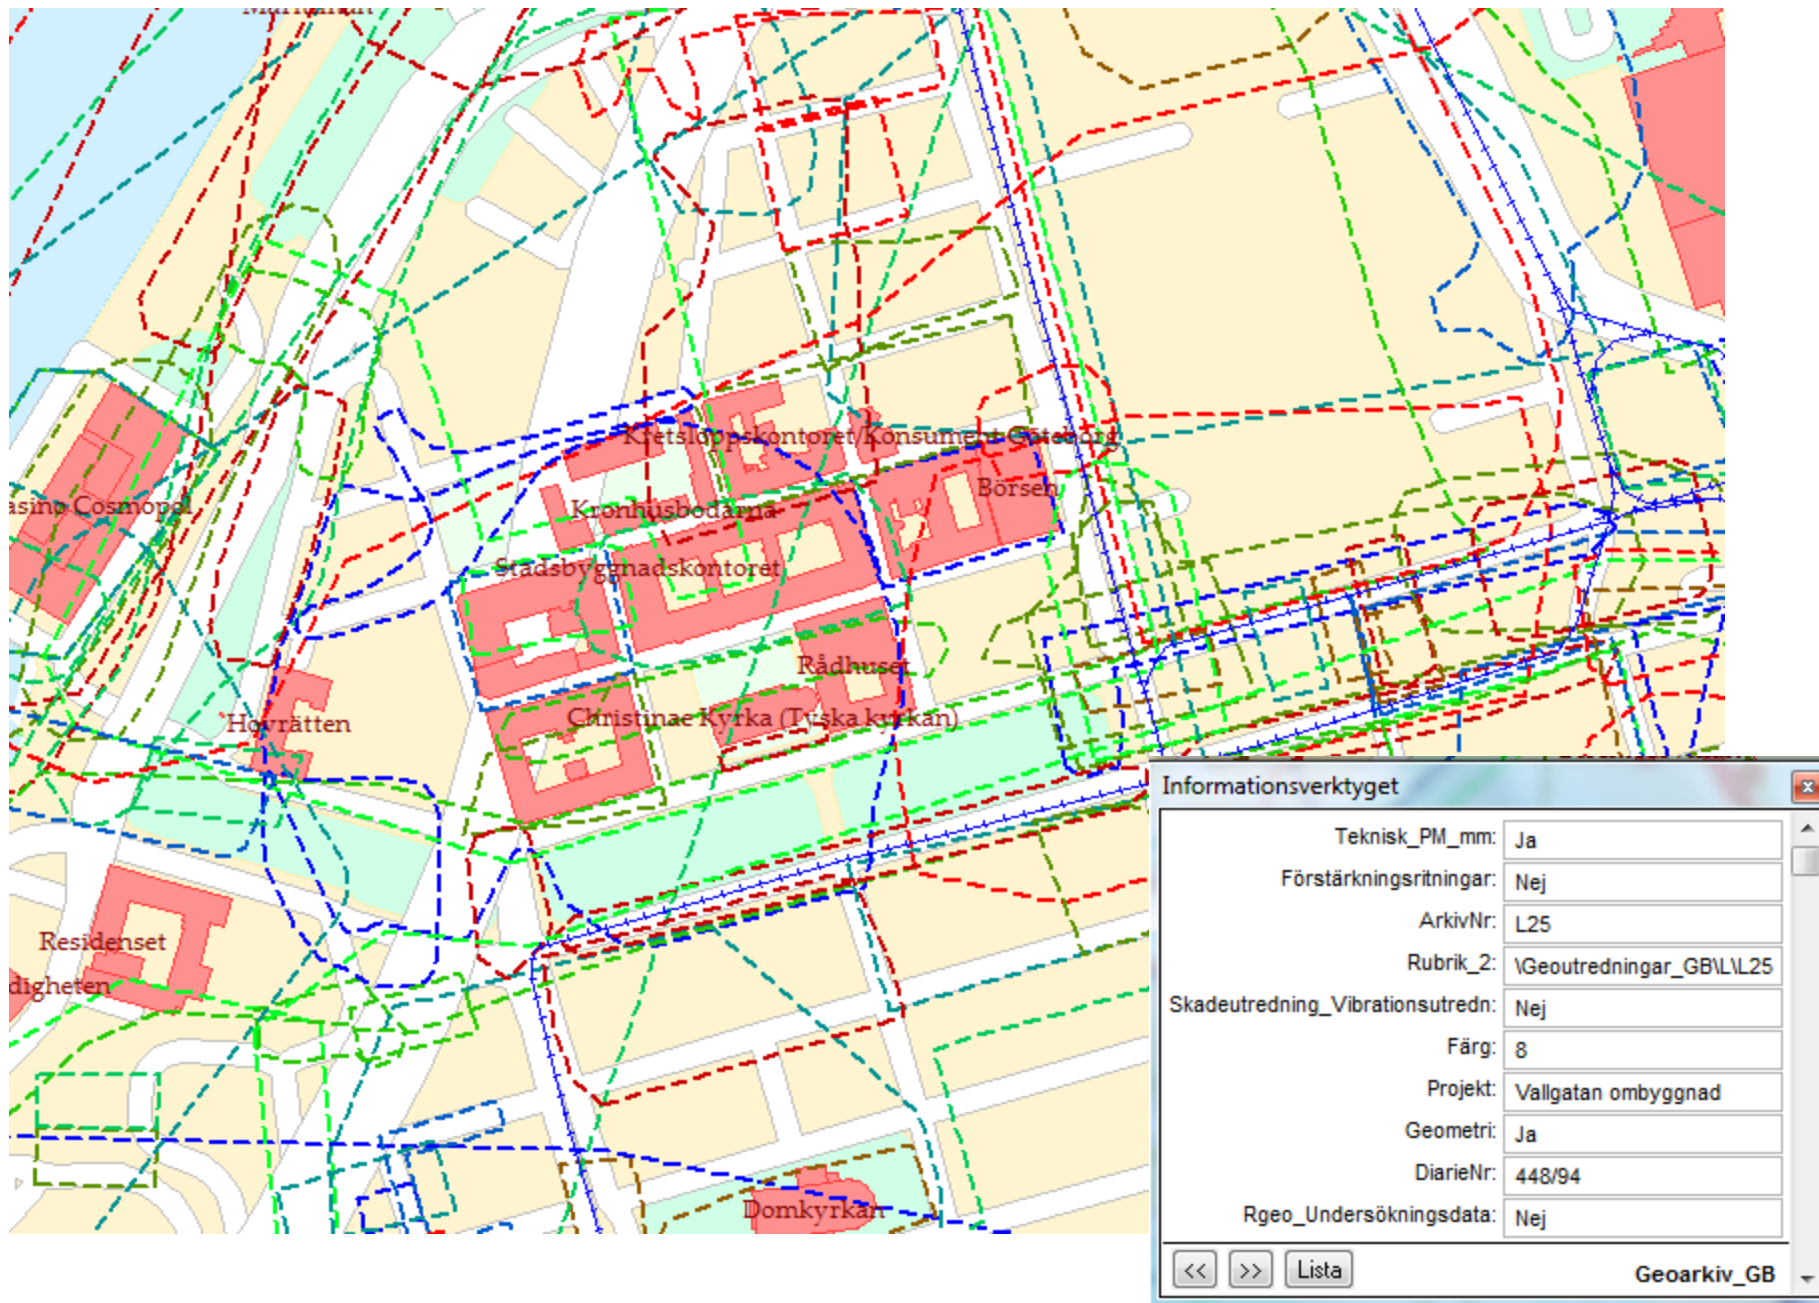 Kretsloppskontoret/Konsument Göteborg
Börsen
Casino Cosmopol
Kronhusbodarna
Stadsbyggnadskontoret
Rådhuset
Christinae Kyrka (Tyska kyrkan)
Hovrätten
Residenset
digheten
Domkyrkan
Informationsverktyget
Teknisk_PM_mm: Ja
Förstärkningsritningar: Nej
ArkivNr: L25
Rubrik_2: \Geoutredningar_GB\L\L25
Skadeutredning_Vibrationsutredn: Nej
Färg: 8
Projekt: Vallgatan ombyggnad
Geometri: Ja
DiarieNr: 448/94
Rgeo_Undersökningsdata: Nej
<< >> Lista Geoarkiv_GB